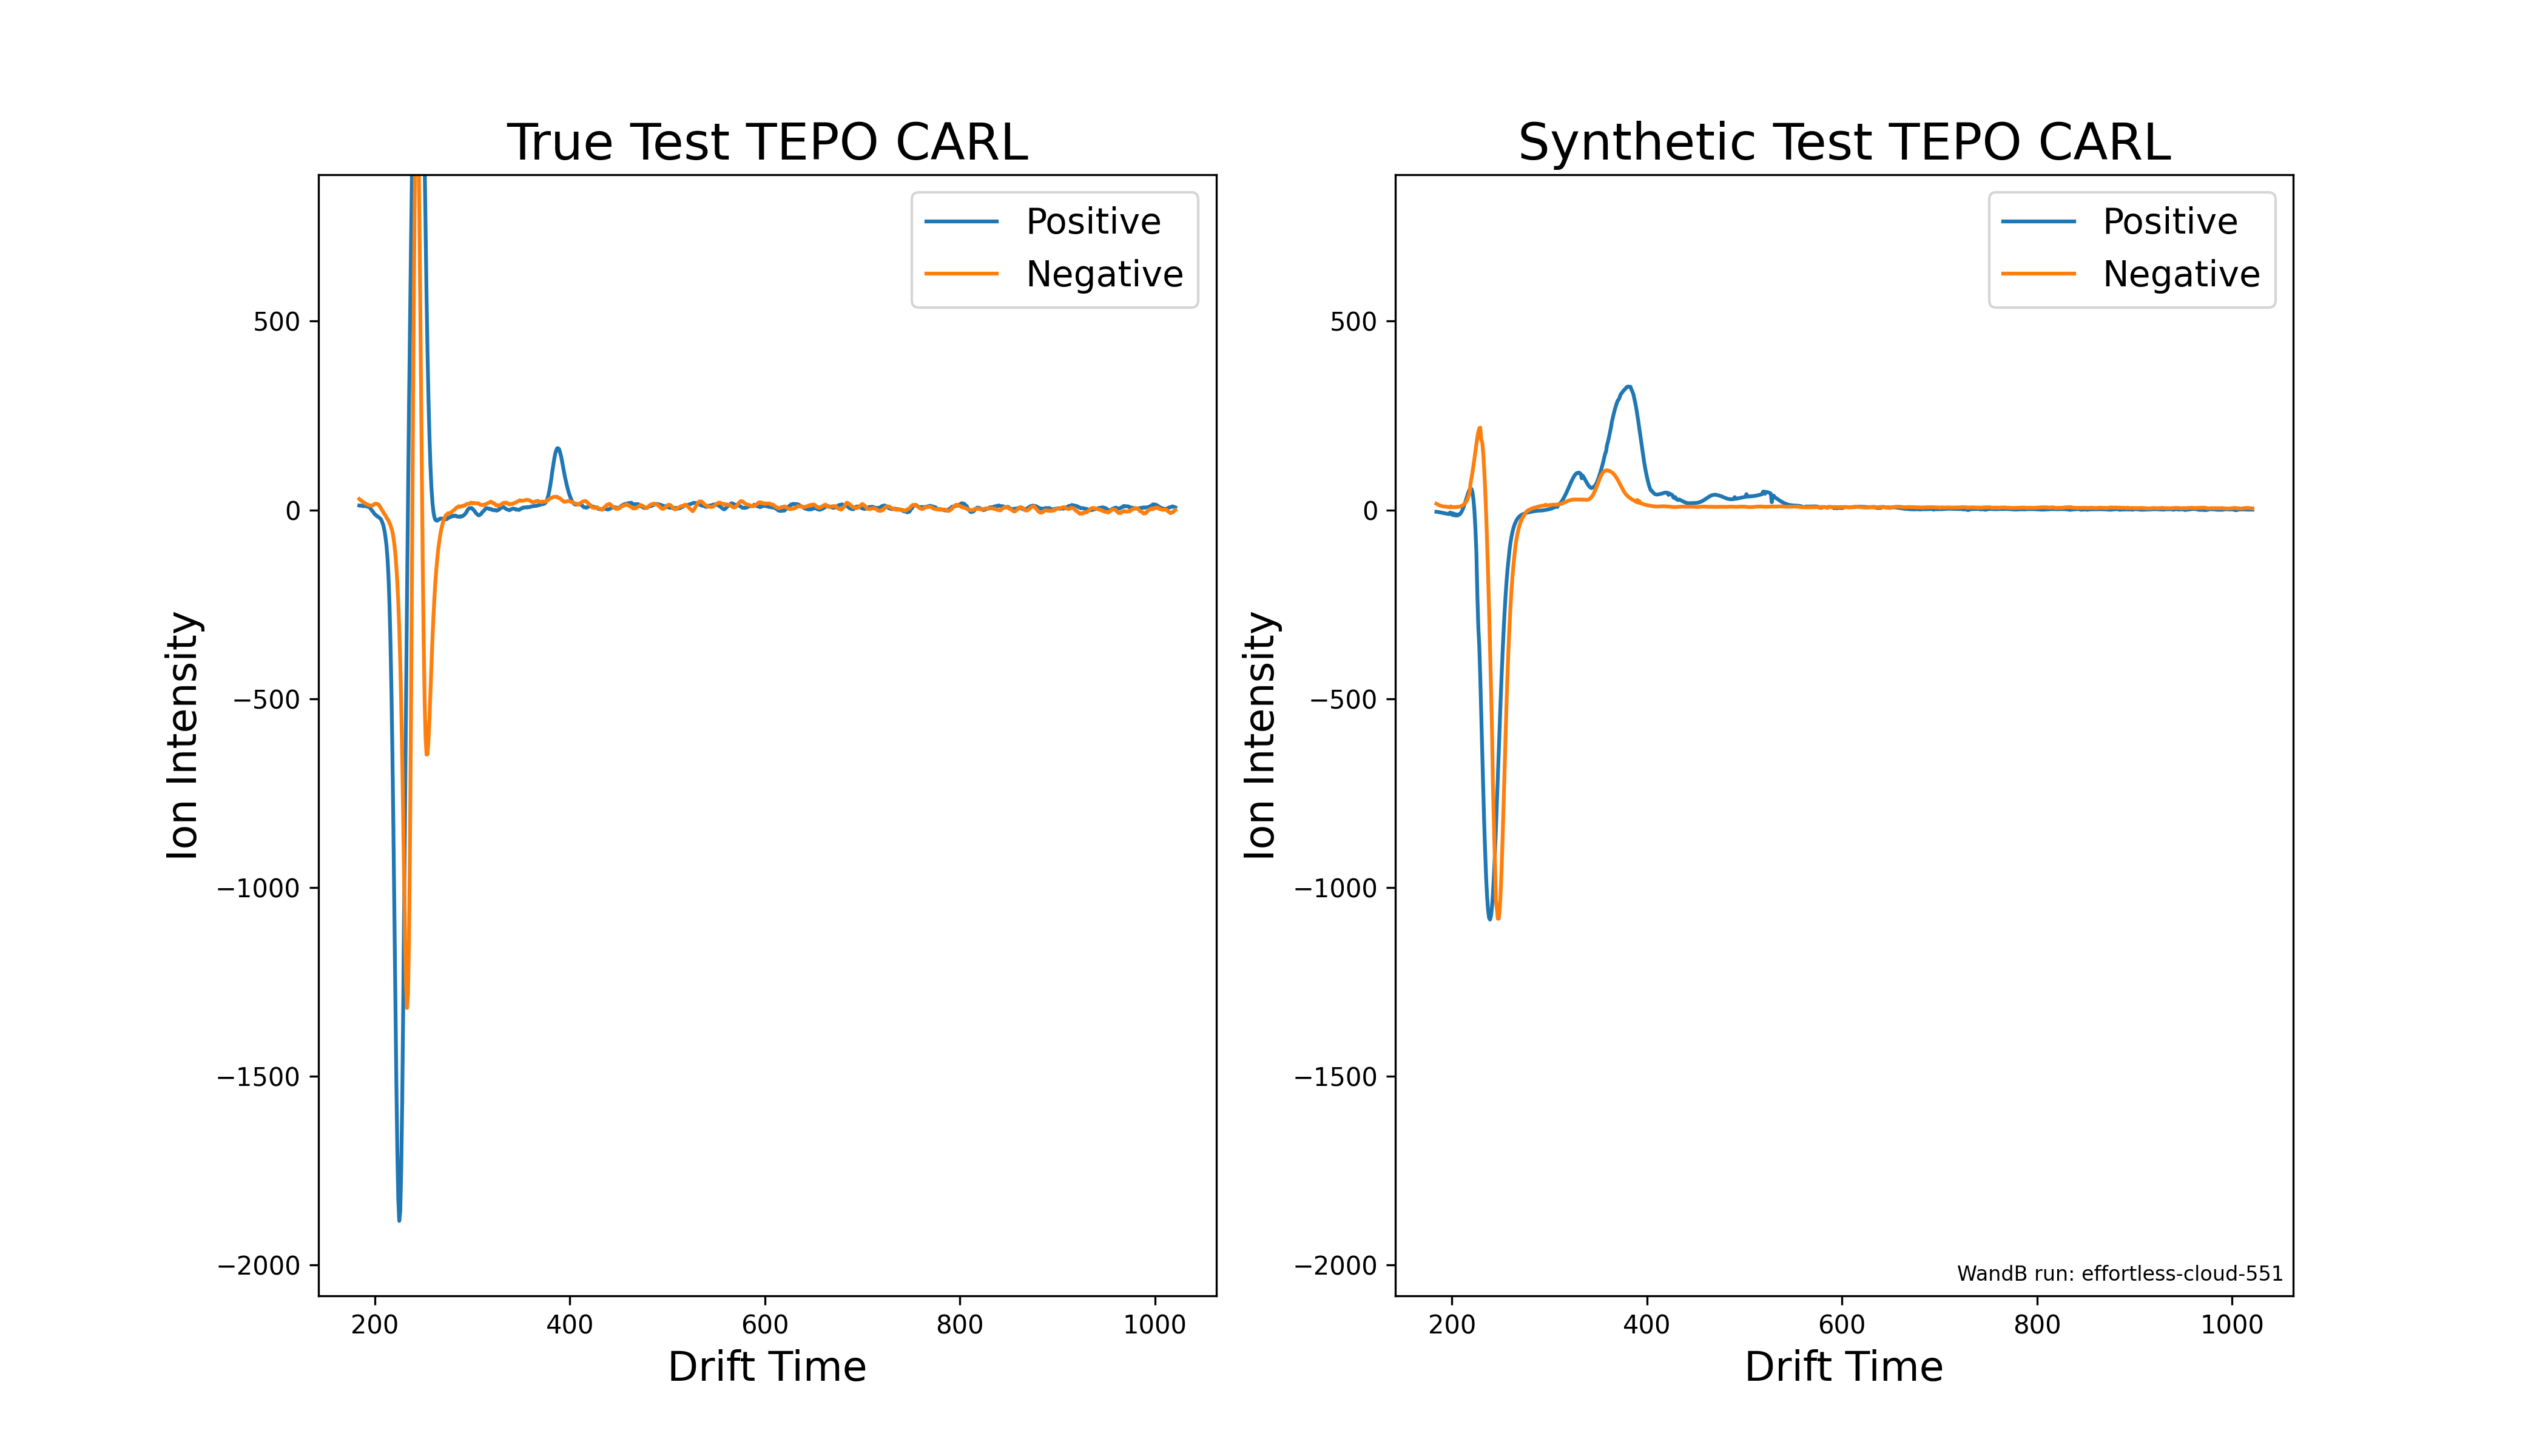 True Test TEPO CARL
Positive
Negative
500
0
−500
−1000
−1500
−2000
Ion Intensity
200 400 600 800 1000
Drift Time
Synthetic Test TEPO CARL
Positive
Negative
500
0
−500
−1000
−1500
−2000
Ion Intensity
WandB run: effortless-cloud-551
200 400 600 800 1000
Drift Time